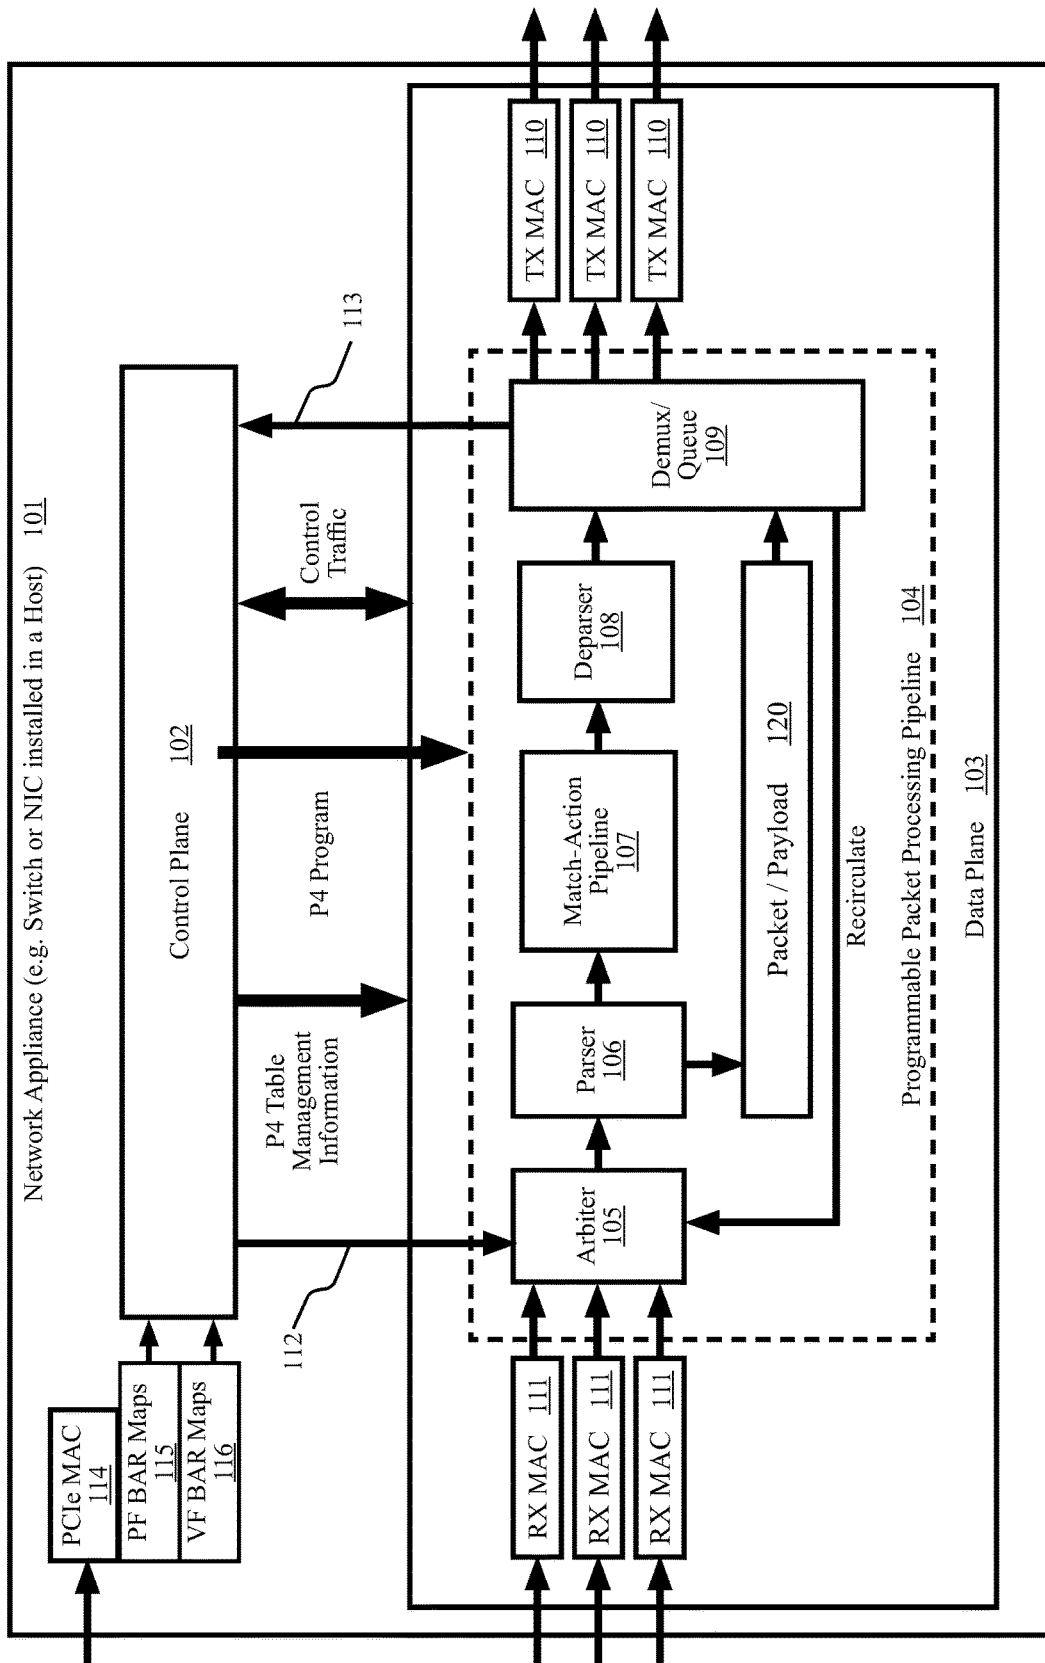 Network Appliance (e.g. Switch or NIC installed in a Host) 101
PCIe MAC
114
PF BAR Maps
115
VF BAR Maps
116
Control Plane 102
112
P4 Table
Management
Information
P4 Program
Control
Traffic
113
RX MAC 111
RX MAC 111
RX MAC 111
Arbiter
105
Parser
106
Match-Action
Pipeline
107
Deparser
108
Demux/
Queue
109
TX MAC 110
TX MAC 110
TX MAC 110
Packet / Payload 120
Recirculate
Programmable Packet Processing Pipeline 104
Data Plane 103